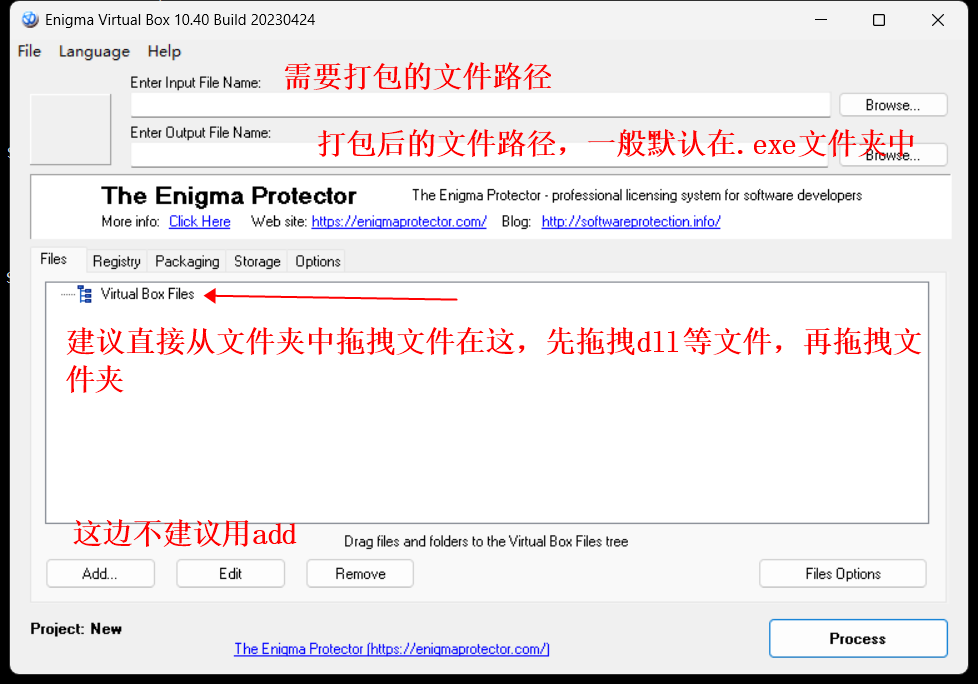 Enigma Virtual Box 10.40 Build 20230424
File Language Help
Enter Input File Name: 需要打包的文件路径
Browse...
Enter Output File Name: 打包后的文件路径，一般默认在.exe文件夹中
Browse...
The Enigma Protector The Enigma Protector - professional licensing system for software developers
More info: Click Here Web site: https://enigmaprotector.com/ Blog: http://softwareprotection.info/
Files Registry Packaging Storage Options
Virtual Box Files
建议直接从文件夹中拖拽文件在这，先拖拽dll等文件，再拖拽文
件夹
这边不建议用add
Drag files and folders to the Virtual Box Files tree
Add... Edit Remove Files Options
Project: New
The Enigma Protector [https://enigmaprotector.com/]
Process